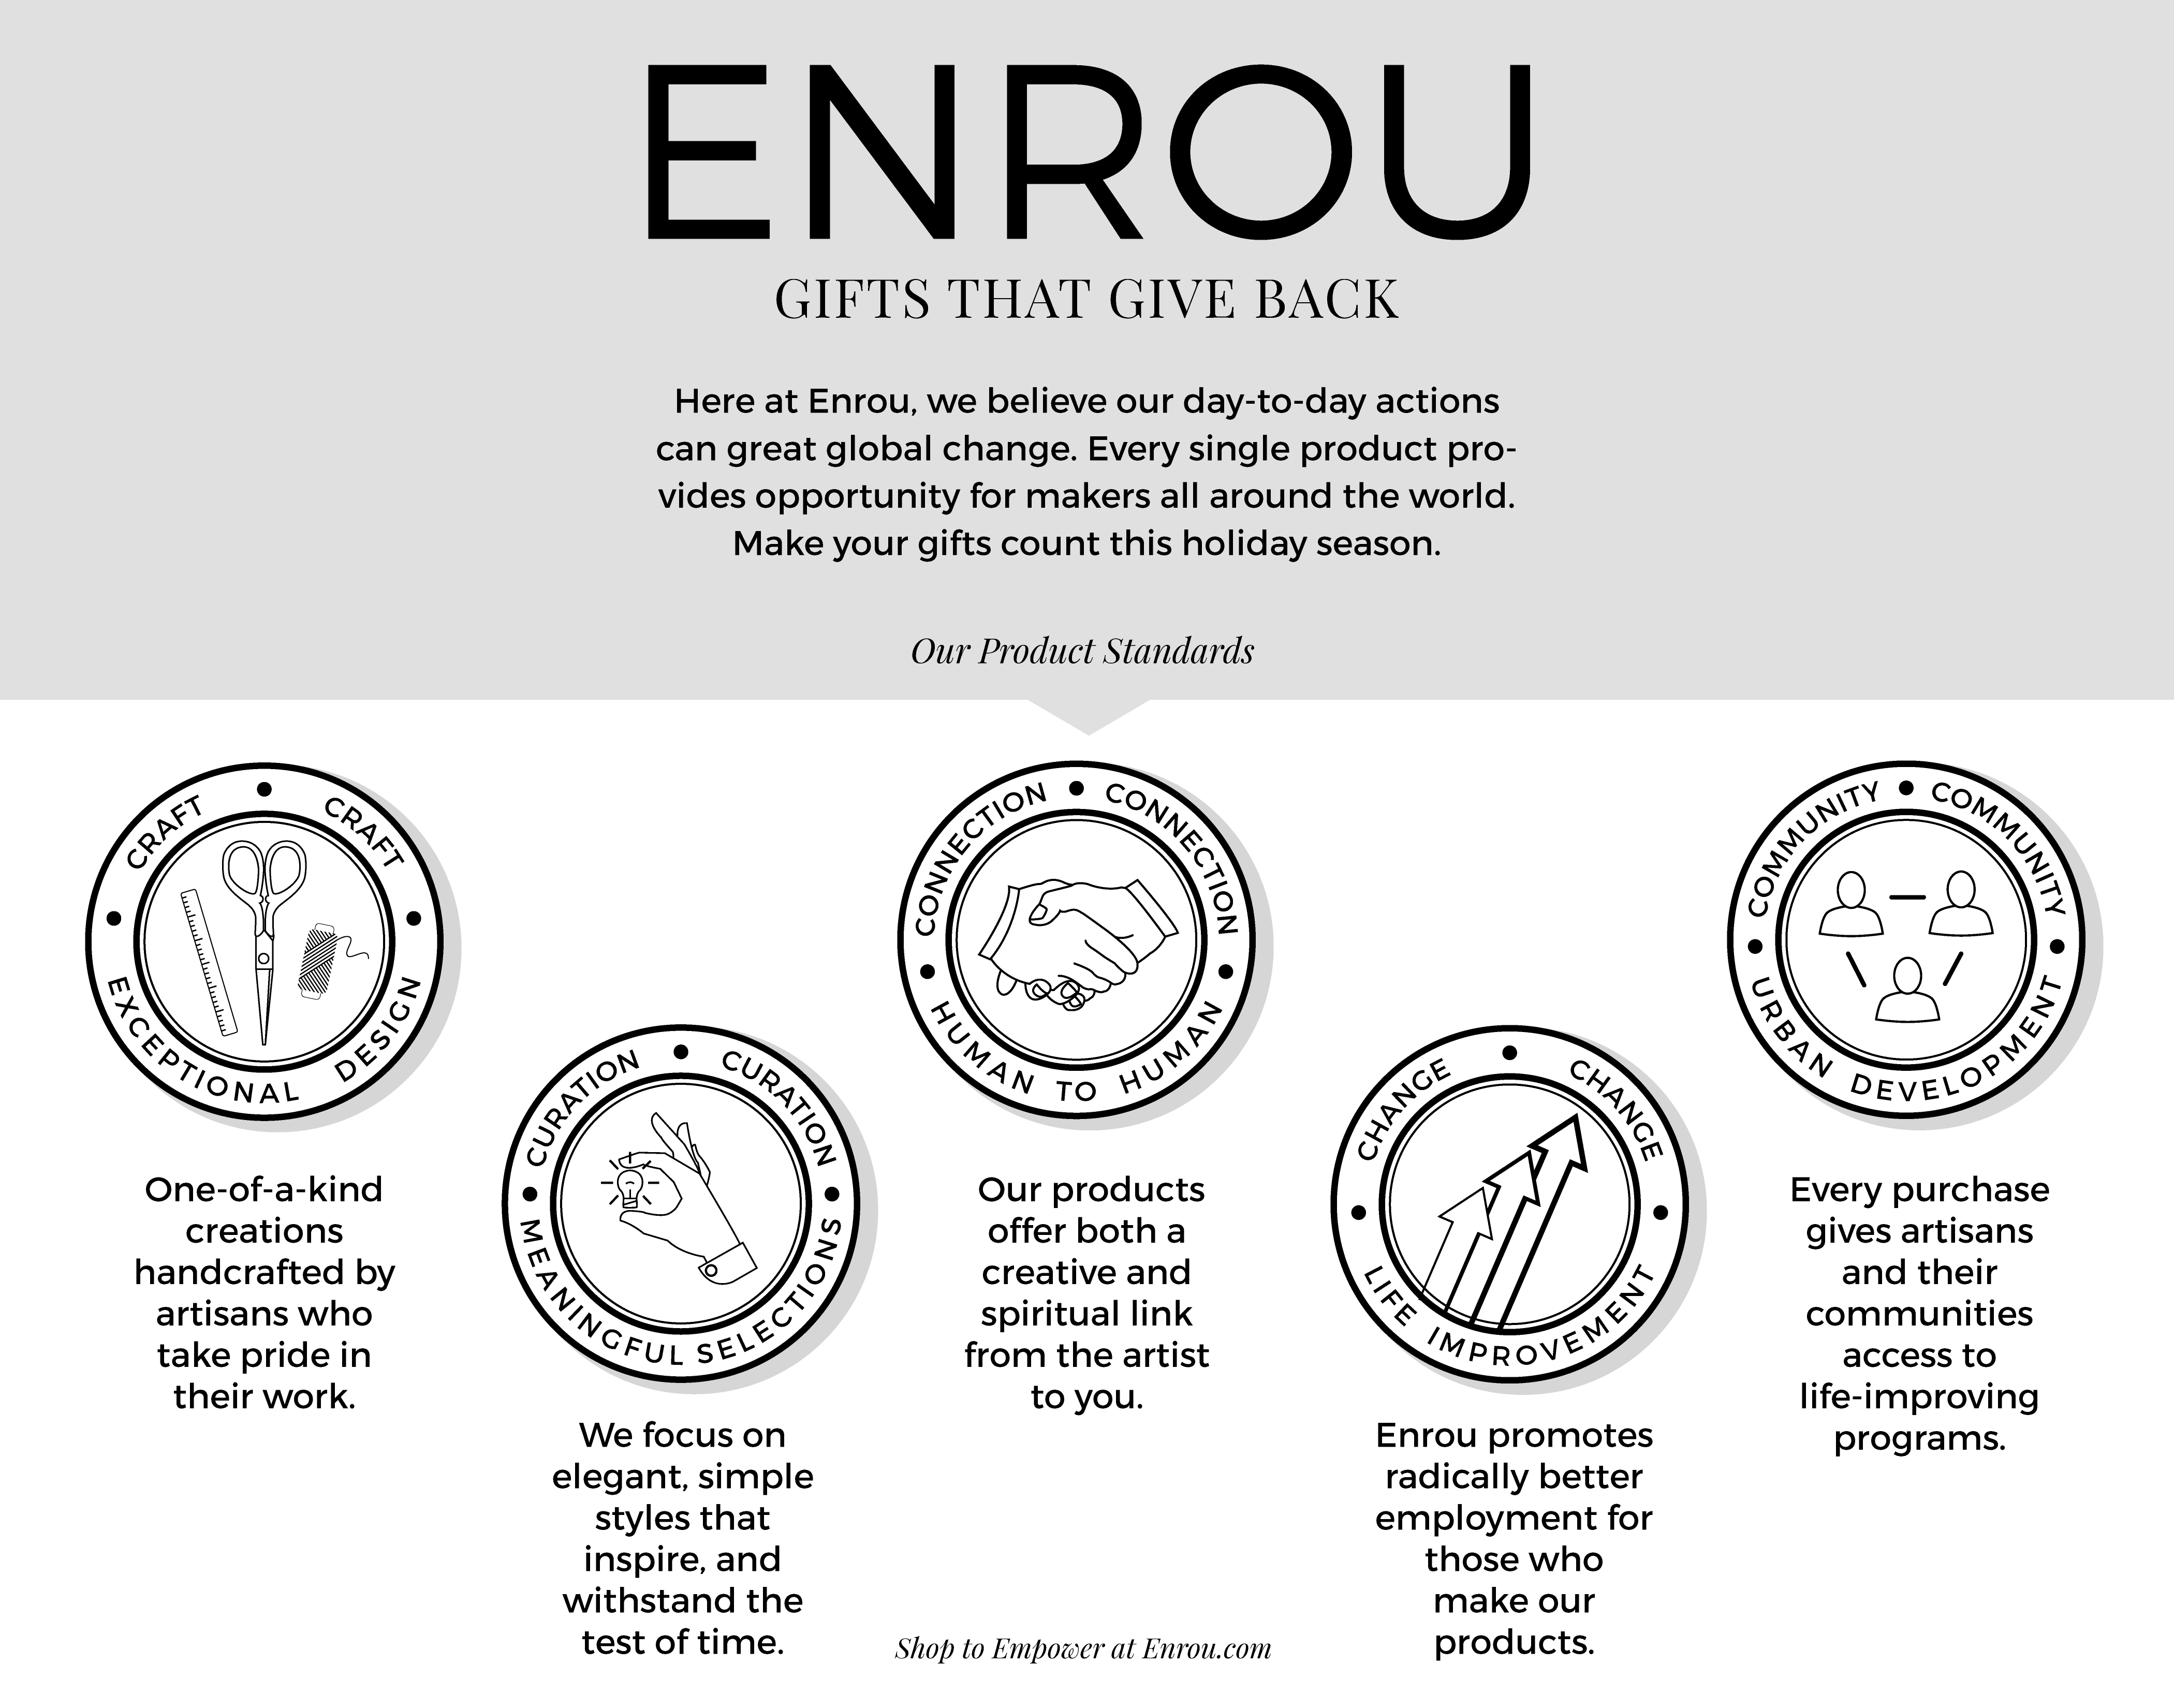 ENROU
GIFTS THAT GIVE BACK
Here at Enrou, we believe our day-to-day actions
can great global change. Every single product pro-
vides opportunity for makers all around the world.
Make your gifts count this holiday season.
Our Product Standards
CRAFT • CRAFT
• EXCEPTIONAL DESIGN •
One-of-a-kind
creations
handcrafted by
artisans who
take pride in
their work.
CURATION • CURATION
• MEANINGFUL SELECTIONS •
We focus on
elegant, simple
styles that
inspire, and
withstand the
test of time.
CONNECTION • CONNECTION
• HUMAN TO HUMAN •
Our products
offer both a
creative and
spiritual link
from the artist
to you.
CHANGE • CHANGE
• LIFE IMPROVEMENT •
Enrou promotes
radically better
employment for
those who
make our
products.
COMMUNITY • COMMUNITY
• URBAN DEVELOPMENT •
Every purchase
gives artisans
and their
communities
access to
life-improving
programs.
Shop to Empower at Enrou.com